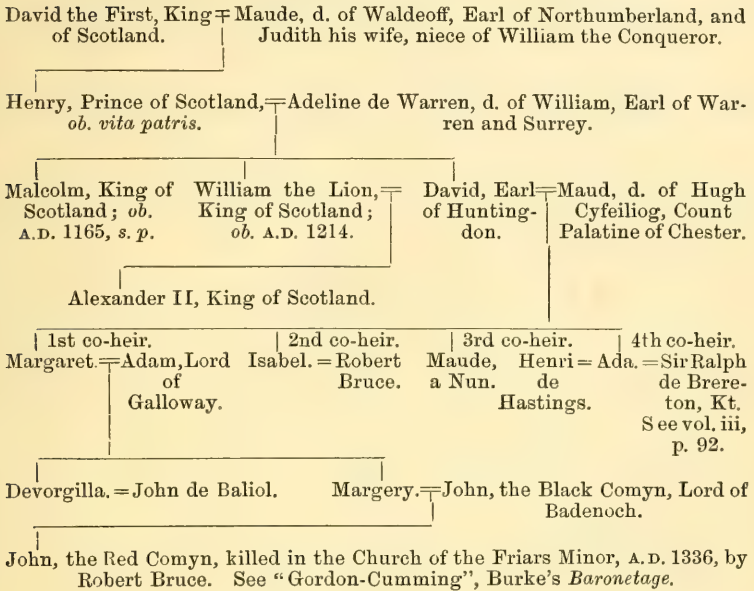 David the First, King = Maude, d. of Waldeoff, Earl of Northumberland, and
of Scotland. Judith his wife, niece of William the Conqueror.
Henry, Prince of Scotland, = Adeline de Warren, d. of William, Earl of War-
ob. vita patris. ren and Surrey.
Malcolm, King of
Scotland; ob.
A.D. 1165, s. p.
William the Lion, =
King of Scotland;
ob. A.D. 1214.
David, Earl =
of Hunting-
don.
Maud, d. of Hugh
Cyfeiliog, Count
Palatine of Chester.
Alexander II, King of Scotland.
1st co-heir.
Margaret. = Adam, Lord
of
Galloway.
2nd co-heir.
Isabel. = Robert
Bruce.
3rd co-heir.
Maude,
a Nun.
4th co-heir.
Henri = Ada. = Sir Ralph
de
Hastings.
de Brere-
ton, Kt.
See vol. iii,
p. 92.
Devorgilla. = John de Baliol.
Margery. = John, the Black Comyn, Lord of
Badenoch.
John, the Red Comyn, killed in the Church of the Friars Minor, A.D. 1336, by
Robert Bruce. See "Gordon-Cumming", Burke's Baronetage.